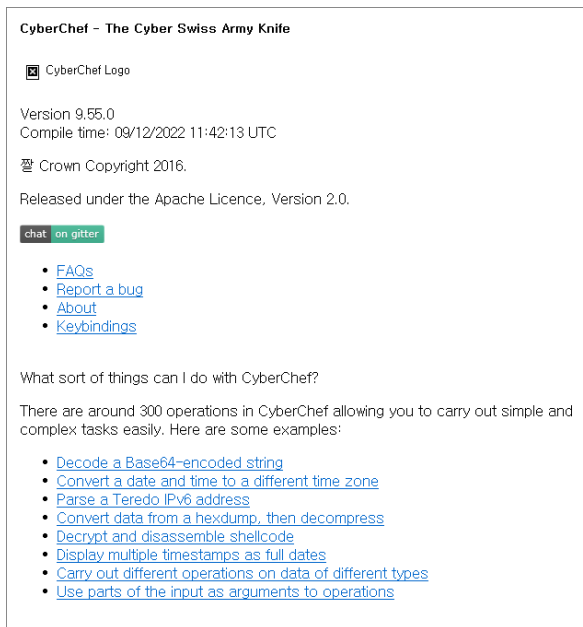 CyberChef - The Cyber Swiss Army Knife
CyberChef Logo
Version 9.55.0
Compile time: 09/12/2022 11:42:13 UTC
짤 Crown Copyright 2016.
Released under the Apache Licence, Version 2.0.
chat on gitter
• FAQs
• Report a bug
• About
• Keybindings
What sort of things can I do with CyberChef?
There are around 300 operations in CyberChef allowing you to carry out simple and
complex tasks easily. Here are some examples:
• Decode a Base64-encoded string
• Convert a date and time to a different time zone
• Parse a Teredo IPv6 address
• Convert data from a hexdump, then decompress
• Decrypt and disassemble shellcode
• Display multiple timestamps as full dates
• Carry out different operations on data of different types
• Use parts of the input as arguments to operations